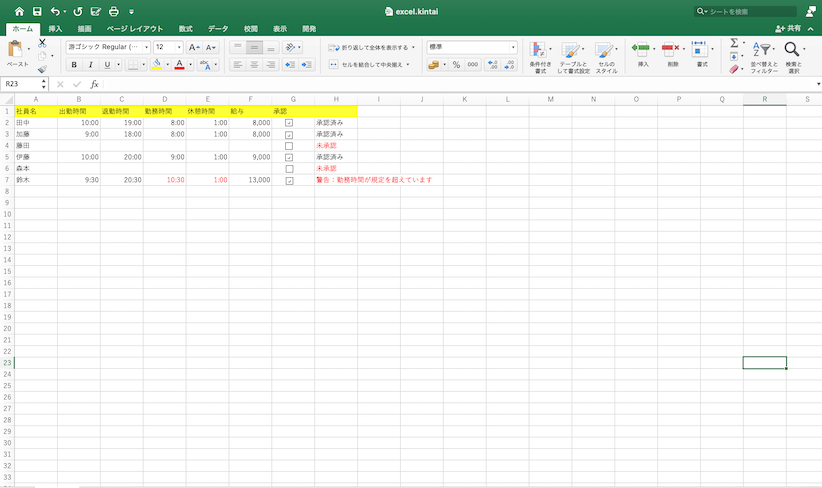 excel.kintai
シートを検索
ホーム 挿入 描画 ページ レイアウト 数式 データ 校閲 表示 開発 共有
游ゴシック Regular (... 12 A A 折り返して全体を表示する 標準
ペースト B I U A abc セルを結合して中央揃え % 000 条件付き書式 テーブルとして書式設定 セルのスタイル 挿入 削除 書式 並べ替えとフィルター 検索と選択
R23 fx
A B C D E F G H I J K L M N O P Q R S
1 社員名 出勤時間 退勤時間 勤務時間 休憩時間 給与 承認
2 田中 10:00 19:00 8:00 1:00 8,000 承認済み
3 加藤 9:00 18:00 8:00 1:00 8,000 承認済み
4 藤田 未承認
5 伊藤 10:00 20:00 9:00 1:00 9,000 承認済み
6 森本 未承認
7 鈴木 9:30 20:30 10:30 1:00 13,000 警告：勤務時間が規定を超えています
8
9
10
11
12
13
14
15
16
17
18
19
20
21
22
23
24
25
26
27
28
29
30
31
32
33